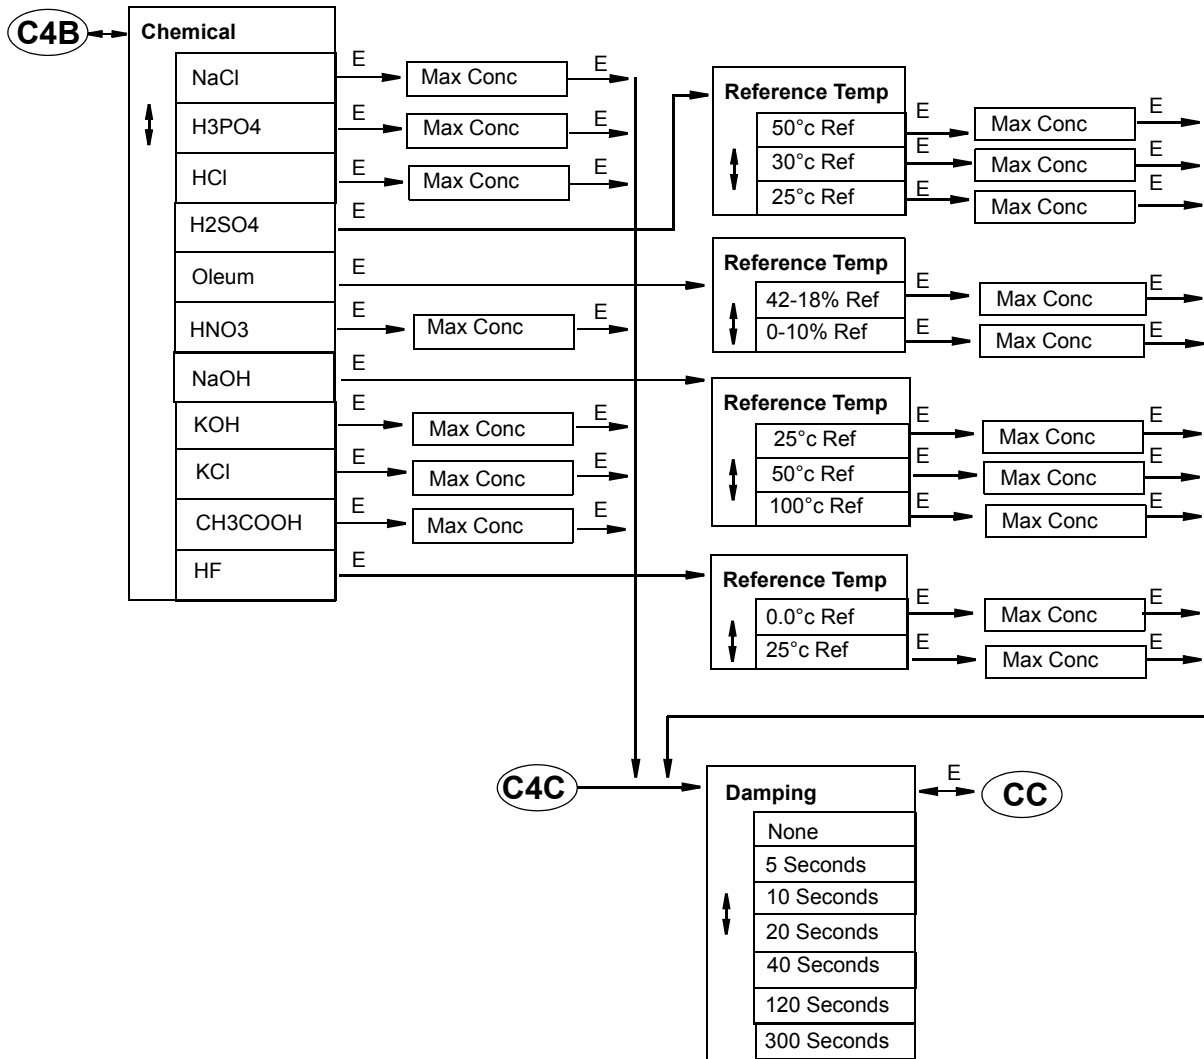 C4B
Chemical
NaCl
E
Max Conc
E
H3PO4
E
Max Conc
E
HCl
E
Max Conc
E
H2SO4
E
Oleum
E
HNO3
E
Max Conc
E
NaOH
E
KOH
E
Max Conc
E
KCl
E
Max Conc
E
CH3COOH
E
Max Conc
E
HF
E
Reference Temp
50°c Ref
E
Max Conc
E
30°c Ref
E
Max Conc
E
25°c Ref
E
Max Conc
E
Reference Temp
42-18% Ref
E
Max Conc
E
0-10% Ref
E
Max Conc
E
Reference Temp
25°c Ref
E
Max Conc
E
50°c Ref
E
Max Conc
E
100°c Ref
E
Max Conc
E
Reference Temp
0.0°c Ref
E
Max Conc
E
25°c Ref
E
Max Conc
E
C4C
Damping
E
CC
None
5 Seconds
10 Seconds
20 Seconds
40 Seconds
120 Seconds
300 Seconds